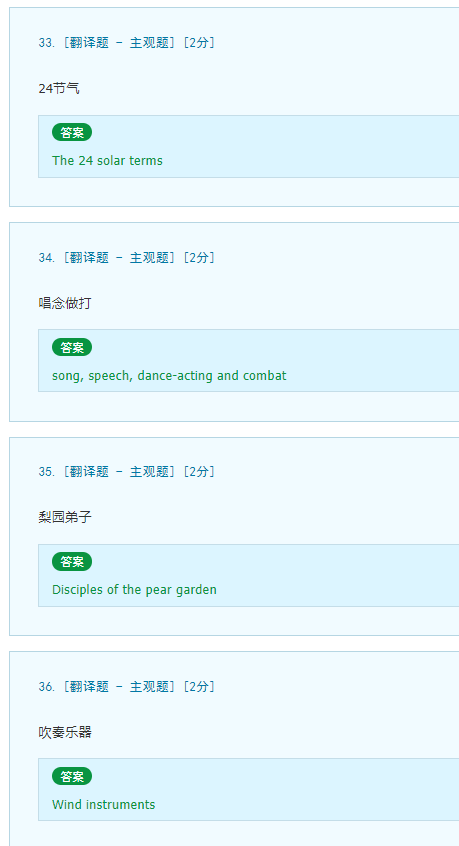 33. [翻译题 - 主观题] [2分]
24节气
答案
The 24 solar terms
34. [翻译题 - 主观题] [2分]
唱念做打
答案
song, speech, dance-acting and combat
35. [翻译题 - 主观题] [2分]
梨园弟子
答案
Disciples of the pear garden
36. [翻译题 - 主观题] [2分]
吹奏乐器
答案
Wind instruments